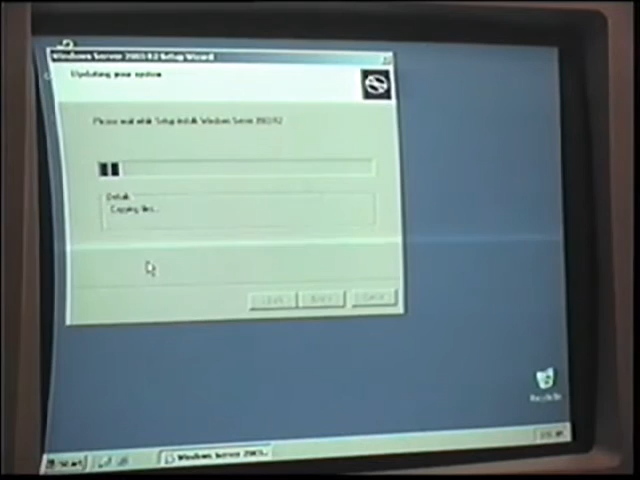 Windows Server 2003 R2 Setup Wizard
Updating your system
Please wait while Setup installs Windows Server 2003 R2
Details
Copying files...
Recycle Bin
Start
Windows Server 2003...